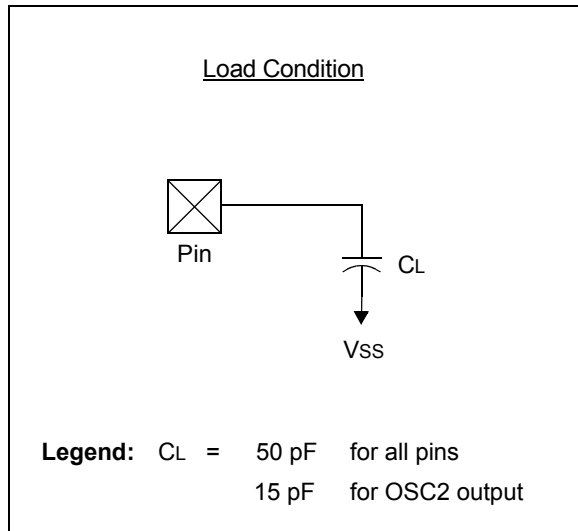 Load Condition
Pin
CL
VSS
Legend: CL = 50 pF for all pins
15 pF for OSC2 output